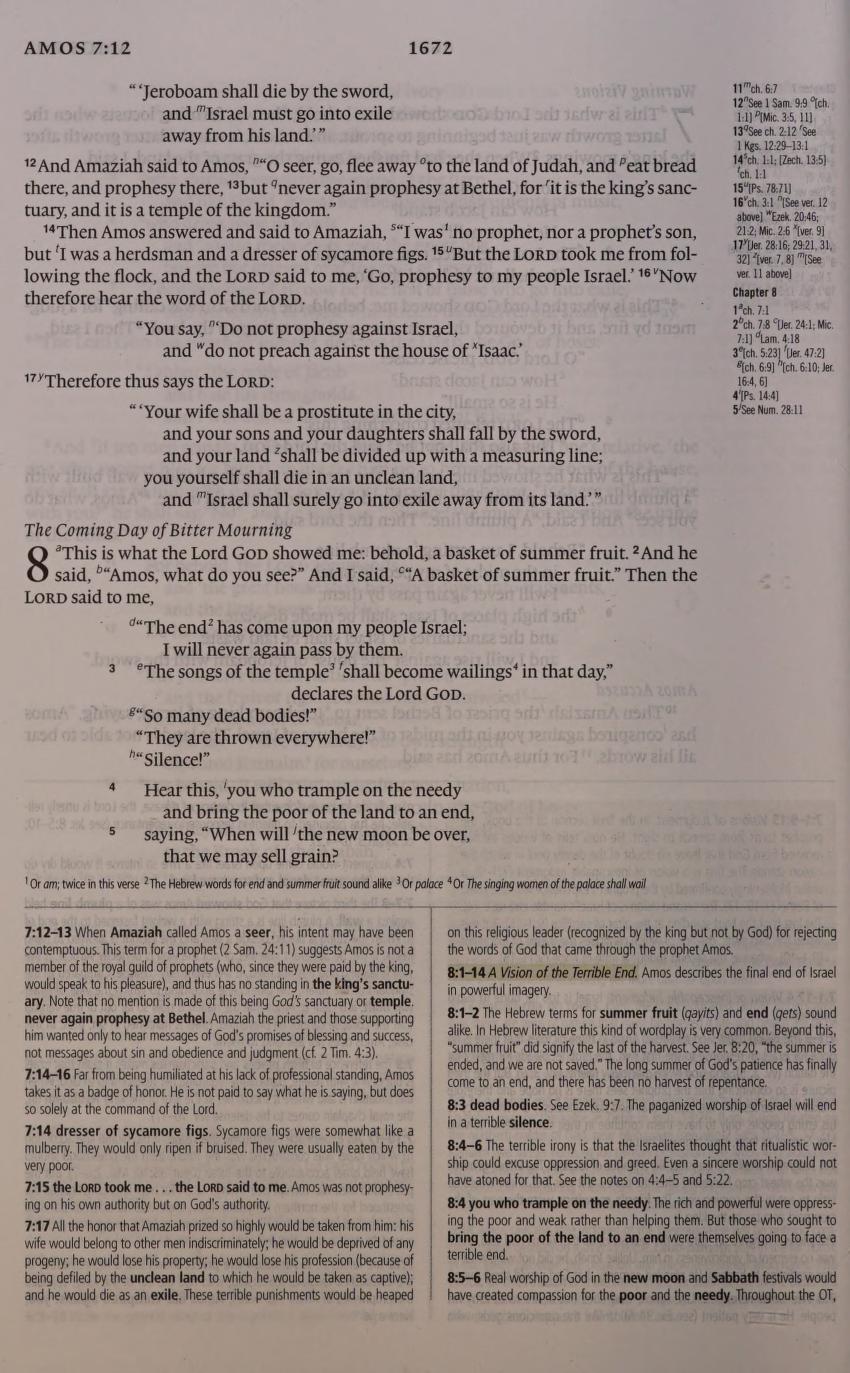 AMOS 7:12 1672
“ ‘Jeroboam shall die by the sword,
and mIsrael must go into exile
away from his land.’ ”
12 And Amaziah said to Amos, n“O seer, go, flee away oto the land of Judah, and peat bread
there, and prophesy there, 13 but qnever again prophesy at Bethel, for rit is the king’s sanc-
tuary, and it is a temple of the kingdom.”
14 Then Amos answered and said to Amaziah, s“I was1 no prophet, nor a prophet’s son,
but tI was a herdsman and a dresser of sycamore figs. 15 uBut the LORD took me from fol-
lowing the flock, and the LORD said to me, ‘Go, prophesy to my people Israel.’ 16 vNow
therefore hear the word of the LORD.
“You say, n‘Do not prophesy against Israel,
and wdo not preach against the house of xIsaac.’
17 yTherefore thus says the LORD:
“ ‘Your wife shall be a prostitute in the city,
and your sons and your daughters shall fall by the sword,
and your land zshall be divided up with a measuring line;
you yourself shall die in an unclean land,
and mIsrael shall surely go into exile away from its land.’ ”
The Coming Day of Bitter Mourning
8 aThis is what the Lord GOD showed me: behold, a basket of summer fruit. 2 And he
said, b“Amos, what do you see?” And I said, c“A basket of summer fruit.” Then the
LORD said to me,
d“The end2 has come upon my people Israel;
I will never again pass by them.
3 eThe songs of the temple3 fshall become wailings4 in that day,”
declares the Lord GOD.
g“So many dead bodies!”
“They are thrown everywhere!”
h“Silence!”
4 Hear this, iyou who trample on the needy
and bring the poor of the land to an end,
5 saying, “When will jthe new moon be over,
that we may sell grain?
1 Or am; twice in this verse 2 The Hebrew words for end and summer fruit sound alike 3 Or palace 4 Or The singing women of the palace shall wail
11 m ch. 6:7
12 n See 1 Sam. 9:9 o [ch.
1:1] p [Mic. 3:5, 11]
13 q See ch. 2:12 r See
1 Kgs. 12:29–13:1
14 s ch. 1:1; [Zech. 13:5]
t ch. 1:1
15 u [Ps. 78:71]
16 v ch. 3:1 n [See ver. 12
above] w Ezek. 20:46;
21:2; Mic. 2:6 x [ver. 9]
17 y [Jer. 28:16; 29:21, 31,
32] z [ver. 7, 8] m [See
ver. 11 above]
Chapter 8
1 a ch. 7:1
2 b ch. 7:8 c [Jer. 24:1; Mic.
7:1] d Lam. 4:18
3 e [ch. 5:23] f [Jer. 47:2]
g [ch. 6:9] h [ch. 6:10; Jer.
16:4, 6]
4 i [Ps. 14:4]
5 j See Num. 28:11
7:12–13 When Amaziah called Amos a seer, his intent may have been
contemptuous. This term for a prophet (2 Sam. 24:11) suggests Amos is not a
member of the royal guild of prophets (who, since they were paid by the king,
would speak to his pleasure), and thus has no standing in the king’s sanctu-
ary. Note that no mention is made of this being God’s sanctuary or temple.
never again prophesy at Bethel. Amaziah the priest and those supporting
him wanted only to hear messages of God’s promises of blessing and success,
not messages about sin and obedience and judgment (cf. 2 Tim. 4:3).
7:14–16 Far from being humiliated at his lack of professional standing, Amos
takes it as a badge of honor. He is not paid to say what he is saying, but does
so solely at the command of the Lord.
7:14 dresser of sycamore figs. Sycamore figs were somewhat like a
mulberry. They would only ripen if bruised. They were usually eaten by the
very poor.
7:15 the LORD took me . . . the LORD said to me. Amos was not prophesy-
ing on his own authority but on God’s authority.
7:17 All the honor that Amaziah prized so highly would be taken from him: his
wife would belong to other men indiscriminately; he would be deprived of any
progeny; he would lose his property; he would lose his profession (because of
being defiled by the unclean land to which he would be taken as captive);
and he would die as an exile. These terrible punishments would be heaped
on this religious leader (recognized by the king but not by God) for rejecting
the words of God that came through the prophet Amos.
8:1–14 A Vision of the Terrible End. Amos describes the final end of Israel
in powerful imagery.
8:1–2 The Hebrew terms for summer fruit (qayits) and end (qets) sound
alike. In Hebrew literature this kind of wordplay is very common. Beyond this,
“summer fruit” did signify the last of the harvest. See Jer. 8:20, “the summer is
ended, and we are not saved.” The long summer of God’s patience has finally
come to an end, and there has been no harvest of repentance.
8:3 dead bodies. See Ezek. 9:7. The paganized worship of Israel will end
in a terrible silence.
8:4–6 The terrible irony is that the Israelites thought that ritualistic wor-
ship could excuse oppression and greed. Even a sincere worship could not
have atoned for that. See the notes on 4:4–5 and 5:22.
8:4 you who trample on the needy. The rich and powerful were oppress-
ing the poor and weak rather than helping them. But those who sought to
bring the poor of the land to an end were themselves going to face a
terrible end.
8:5–6 Real worship of God in the new moon and Sabbath festivals would
have created compassion for the poor and the needy. Throughout the OT,